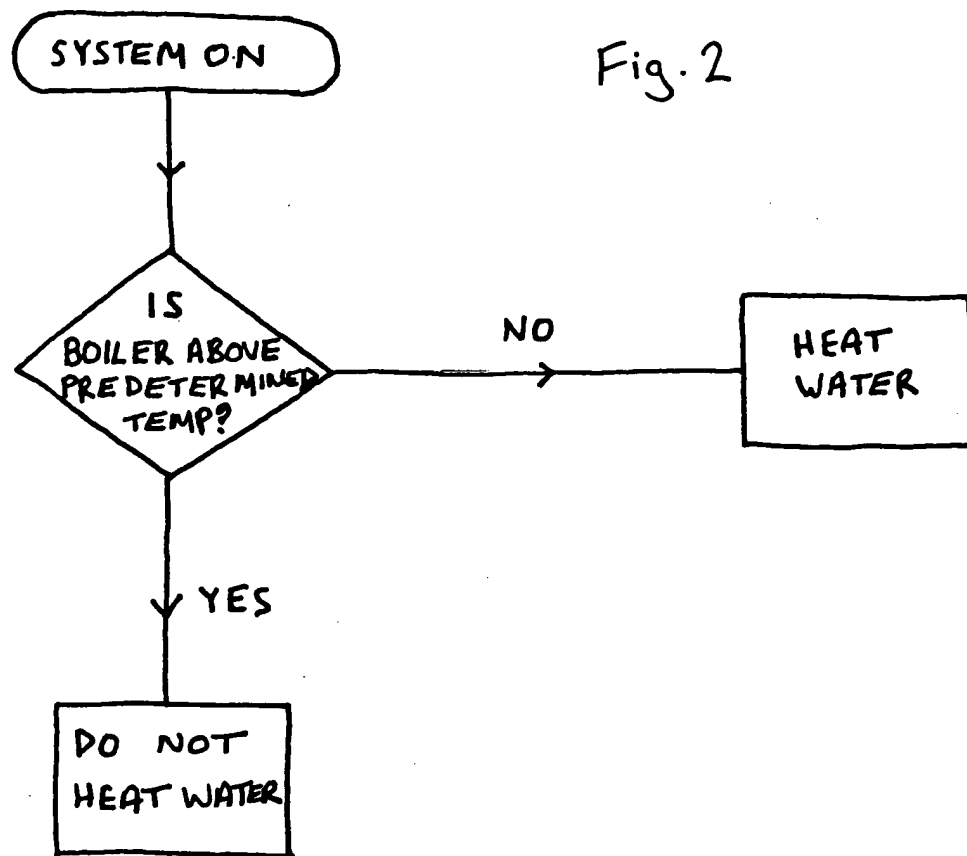 SYSTEM ON
Fig. 2
IS
BOILER ABOVE
PREDETERMINED
TEMP?
NO
HEAT
WATER
YES
DO NOT
HEAT WATER